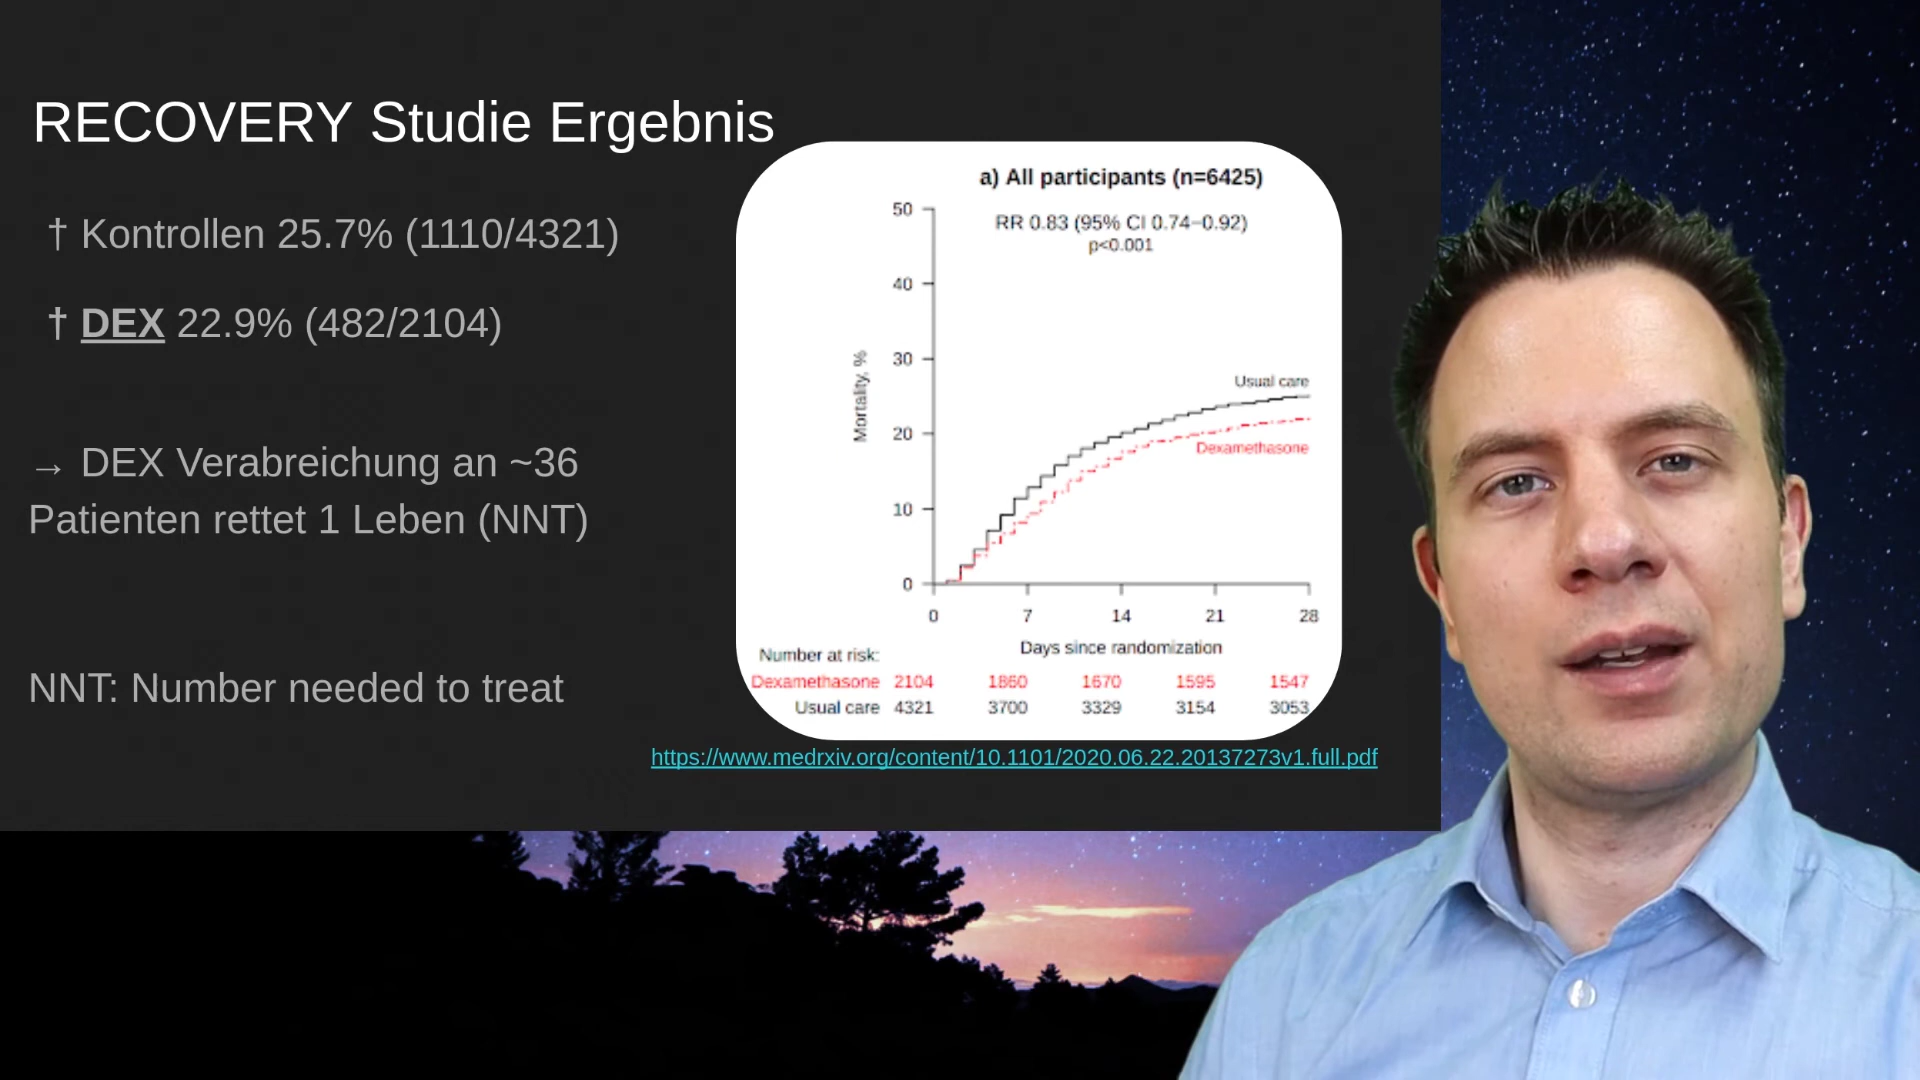 RECOVERY Studie Ergebnis
† Kontrollen 25.7% (1110/4321)
† DEX 22.9% (482/2104)
→ DEX Verabreichung an ~36
Patienten rettet 1 Leben (NNT)
NNT: Number needed to treat
a) All participants (n=6425)
RR 0.83 (95% CI 0.74–0.92)
p<0.001
Mortality, %
50
40
30
20
10
0
Usual care
Dexamethasone
0 7 14 21 28
Days since randomization
Number at risk:
Dexamethasone 2104 1860 1670 1595 1547
Usual care 4321 3700 3329 3154 3053
https://www.medrxiv.org/content/10.1101/2020.06.22.20137273v1.full.pdf